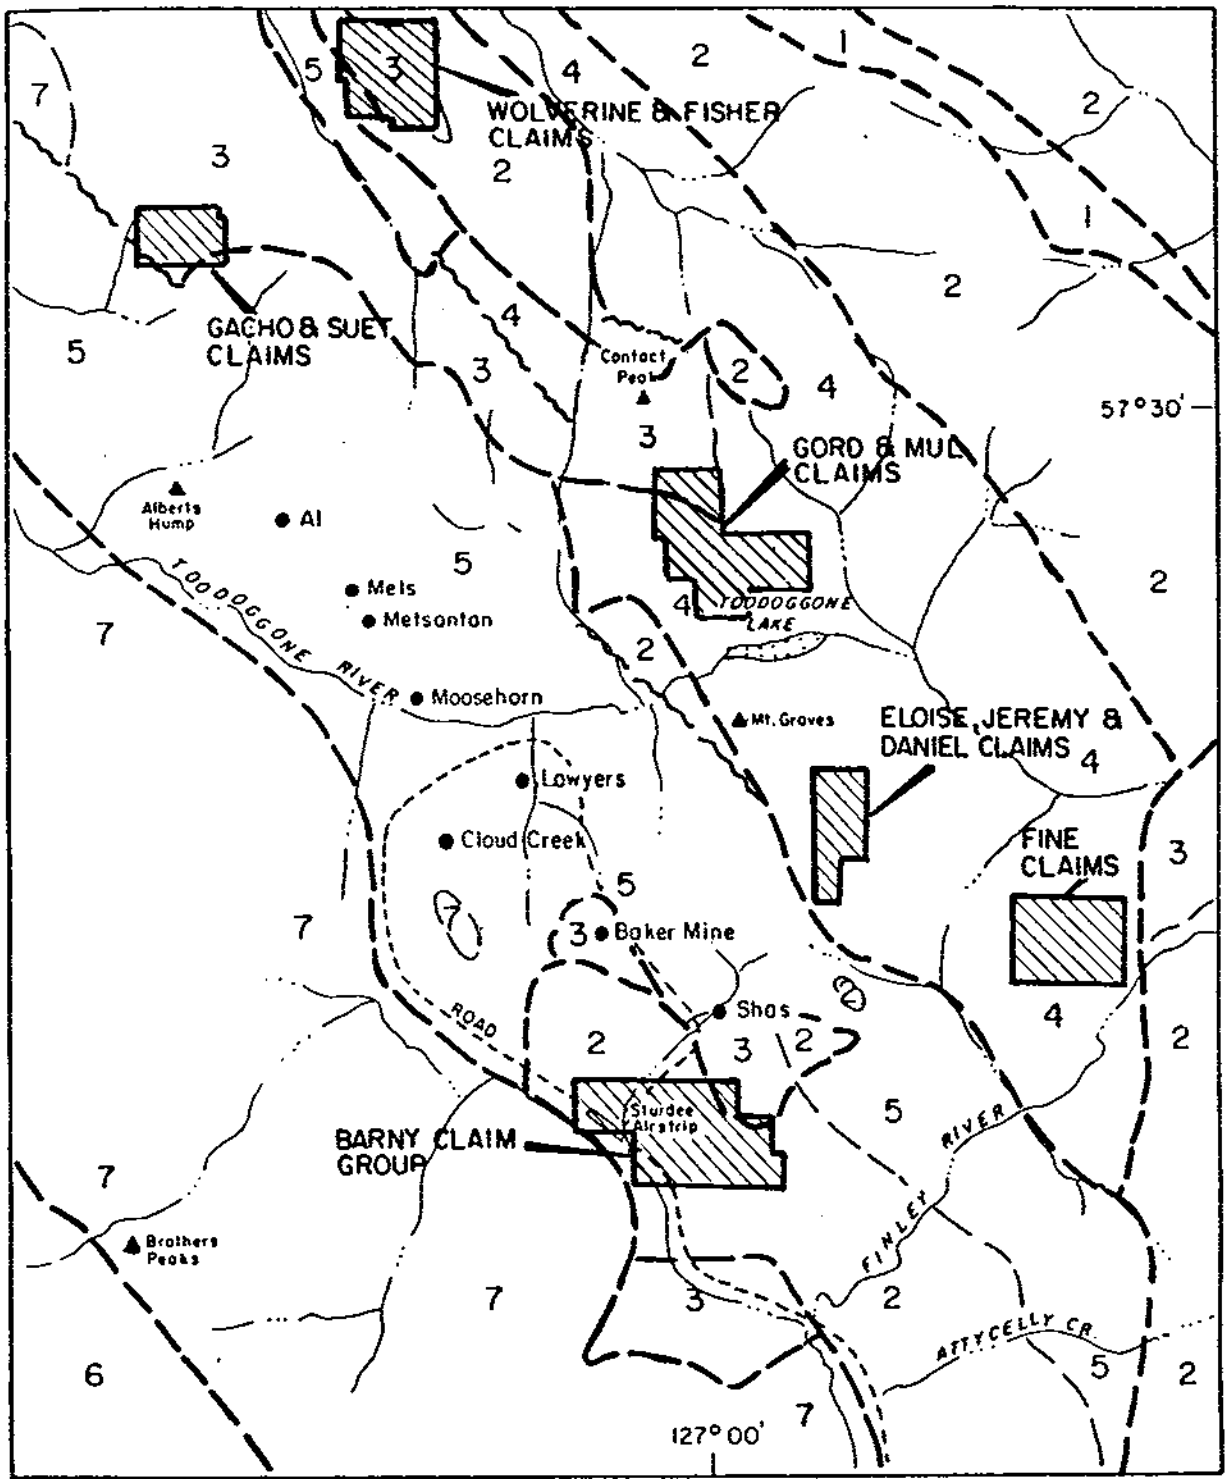 1
2
4
5
3
7
2
WOLVERINE & FISHER
CLAIMS
3
2
1
2
GACHO & SUET
CLAIMS
4
5
3
Contact
Peak
2
4
57°30'
3
GORD & MUL
CLAIMS
Alberts
Hump
Al
5
Mets
Metsantan
2
4
TOODOGGONE
LAKE
TOODOGGONE RIVER
7
2
Moosehorn
Mt. Graves
ELOISE, JEREMY &
DANIEL CLAIMS
4
Lawyers
Cloud Creek
FINE
CLAIMS
3
5
7
7
3
Baker Mine
2
Shas
ROAD
4
2
3
2
2
5
Sturdee
Airstrip
BARNY CLAIM
GROUP
7
FINLEY RIVER
Brothers
Peaks
7
3
2
ATTYCELLY CR.
6
5
2
7
127°00'